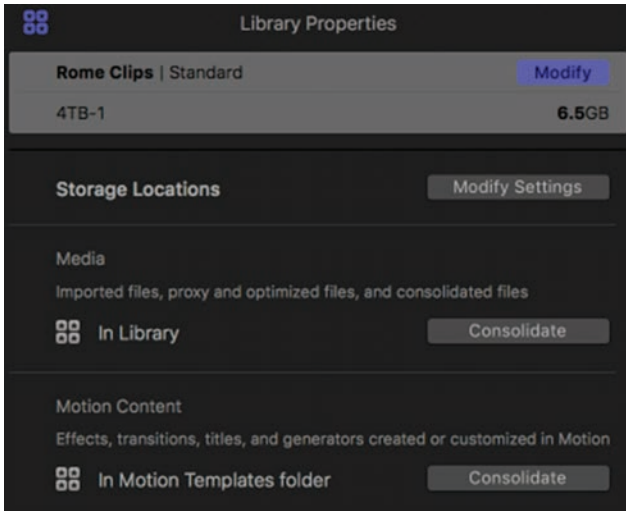 Library Properties
Rome Clips | Standard Modify
4TB-1 6.5GB
Storage Locations Modify Settings
Media
Imported files, proxy and optimized files, and consolidated files
In Library Consolidate
Motion Content
Effects, transitions, titles, and generators created or customized in Motion
In Motion Templates folder Consolidate